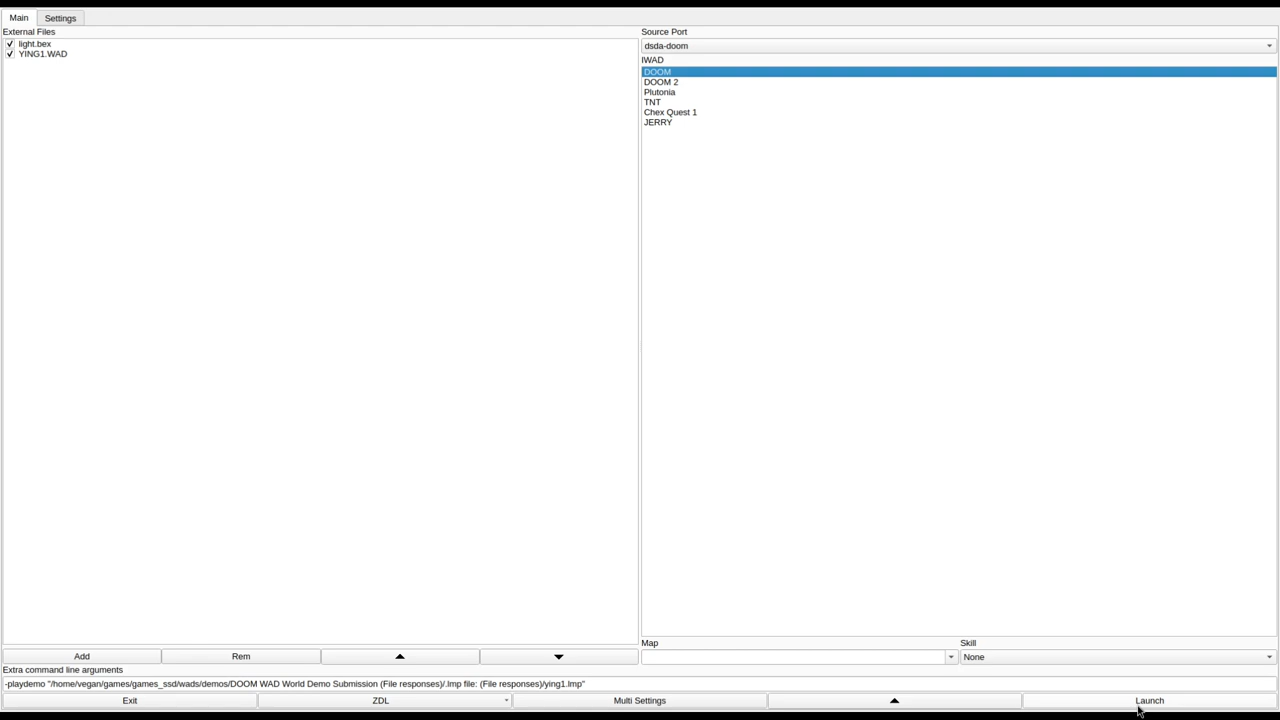 Main Settings
External Files
light.bex
YING1.WAD
Source Port
dsda-doom
IWAD
DOOM
DOOM 2
Plutonia
TNT
Chex Quest 1
JERRY
Add Rem
Map Skill
None
Extra command line arguments
-playdemo "/home/vegan/games/games_ssd/wads/demos/DOOM WAD World Demo Submission (File responses)/.lmp file: (File responses)/ying1.lmp"
Exit ZDL Multi Settings Launch